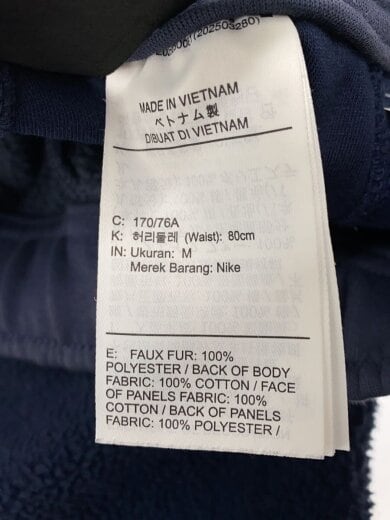 (202503280)
MADE IN VIETNAM
ベトナム製
DIBUAT DI VIETNAM
C: 170/76A
K: 허리둘레 (Waist): 80cm
IN: Ukuran: M
Merek Barang: Nike
E: FAUX FUR: 100%
POLYESTER / BACK OF BODY
FABRIC: 100% COTTON / FACE
OF PANELS FABRIC: 100%
COTTON / BACK OF PANELS
FABRIC: 100% POLYESTER /